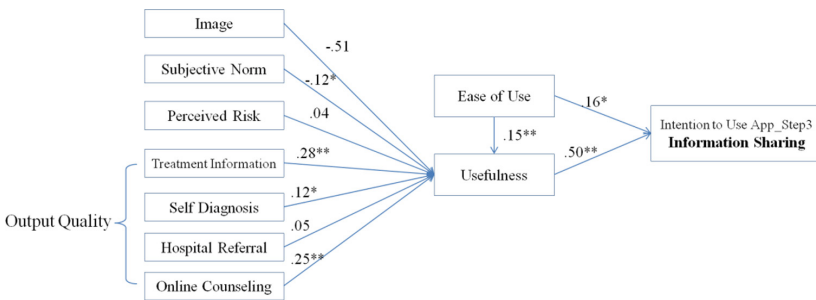 Image
-.51
Subjective Norm
-.12*
Perceived Risk
.04
Treatment Information
.28**
Output Quality
Self Diagnosis
.12*
Hospital Referral
.05
Online Counseling
.25**
Ease of Use
.16*
.15**
Usefulness
.50**
Intention to Use App_Step3
Information Sharing